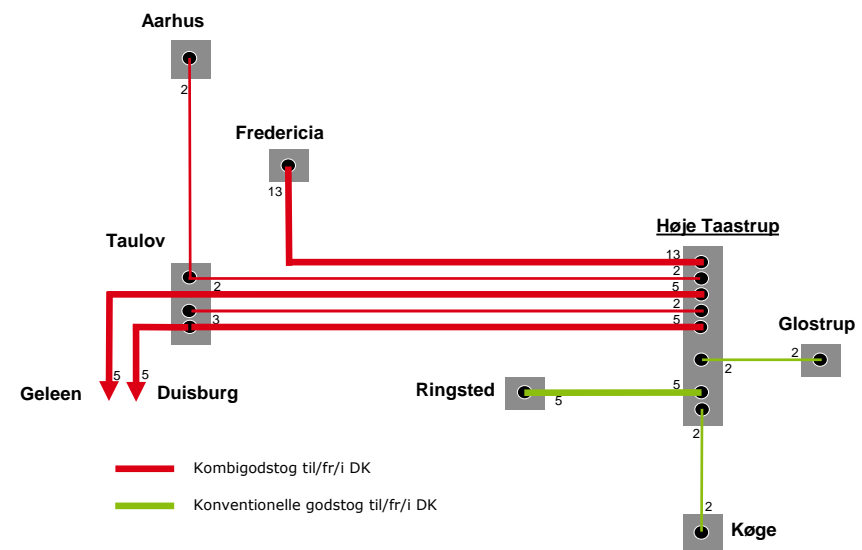 Aarhus
2
Fredericia
13
Høje Taastrup
Taulov
13
2
2
5
2
3
5
Glostrup
2
2
5
5
Geleen
Duisburg
Ringsted
5
5
2
Kombigodstog til/fr/i DK
Konventionelle godstog til/fr/i DK
2
Køge